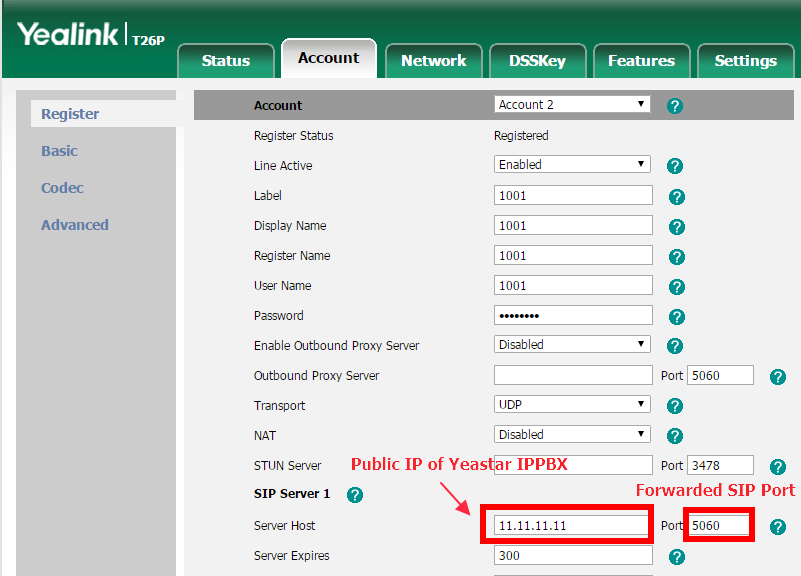 Yealink | T26P
Status Account Network DSSKey Features Settings
Register
Basic
Codec
Advanced
Account Account 2 ?
Register Status Registered
Line Active Enabled ?
Label 1001 ?
Display Name 1001 ?
Register Name 1001 ?
User Name 1001 ?
Password •••••••• ?
Enable Outbound Proxy Server Disabled ?
Outbound Proxy Server Port 5060 ?
Transport UDP ?
NAT Disabled ?
STUN Server Port 3478 ?
Public IP of Yeastar IPPBX
SIP Server 1 ?
Forwarded SIP Port
Server Host 11.11.11.11 Port 5060 ?
Server Expires 300 ?